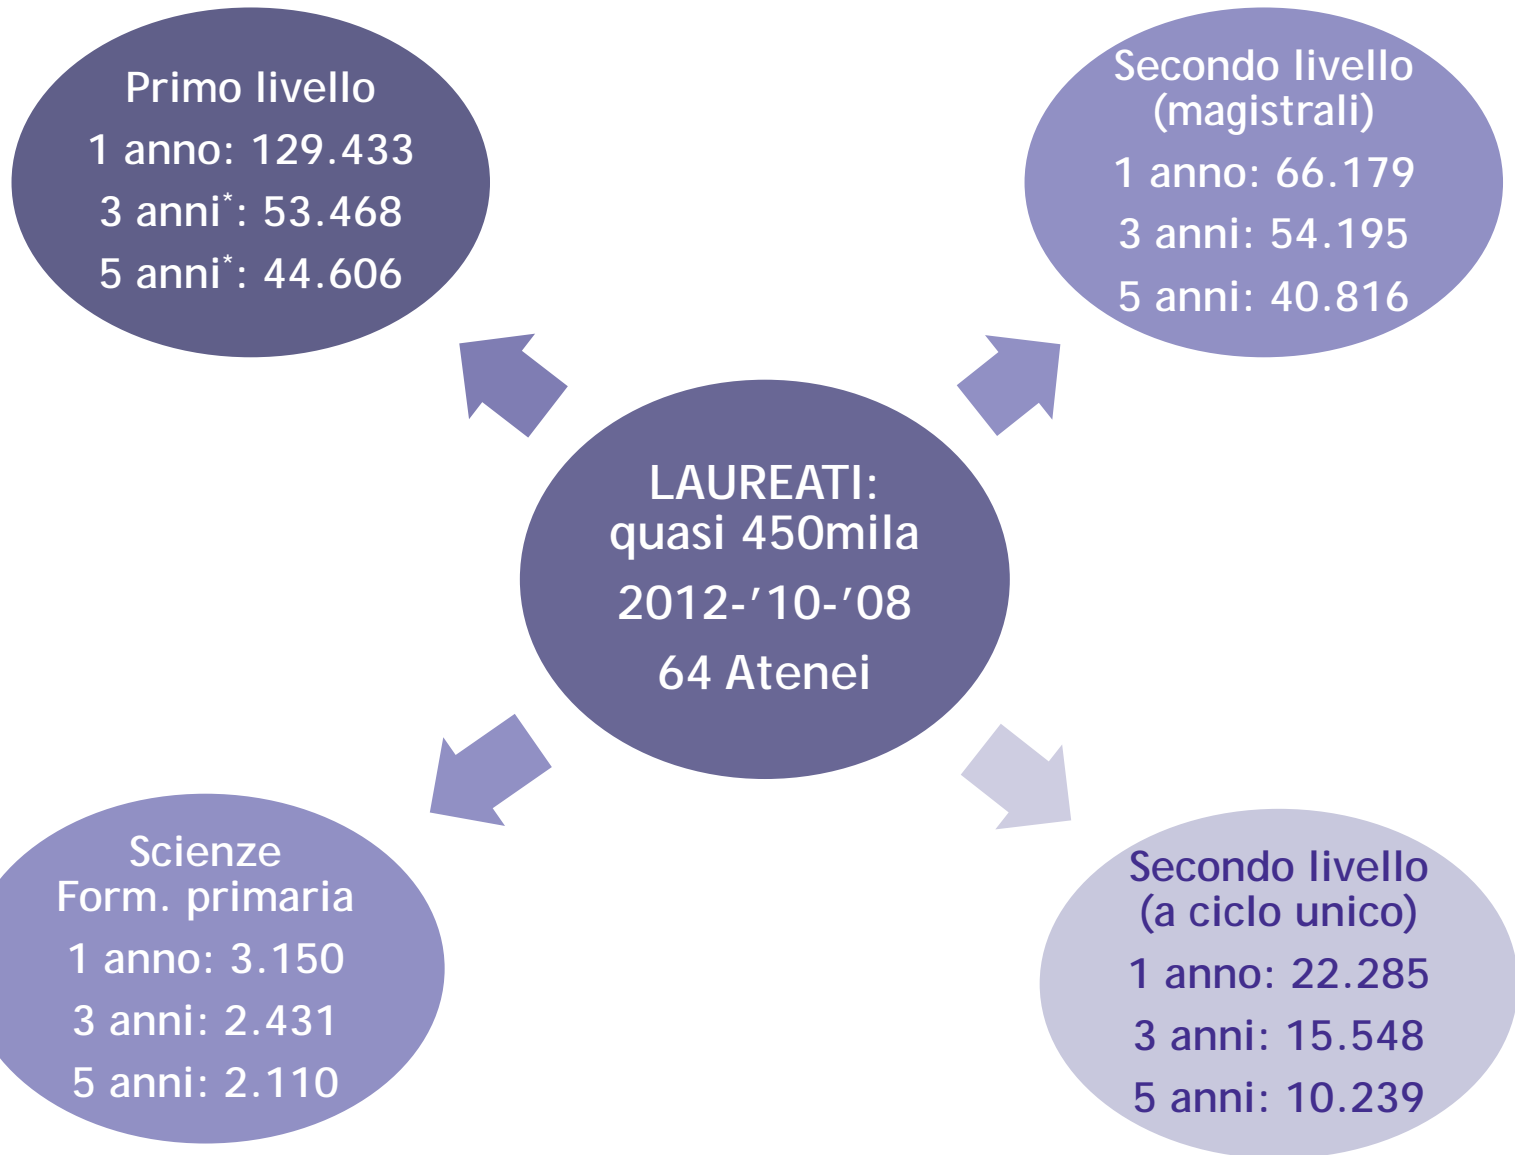 Primo livello
1 anno: 129.433
3 anni*: 53.468
5 anni*: 44.606
Secondo livello
(magistrali)
1 anno: 66.179
3 anni: 54.195
5 anni: 40.816
LAUREATI:
quasi 450mila
2012-’10-’08
64 Atenei
Scienze
Form. primaria
1 anno: 3.150
3 anni: 2.431
5 anni: 2.110
Secondo livello
(a ciclo unico)
1 anno: 22.285
3 anni: 15.548
5 anni: 10.239